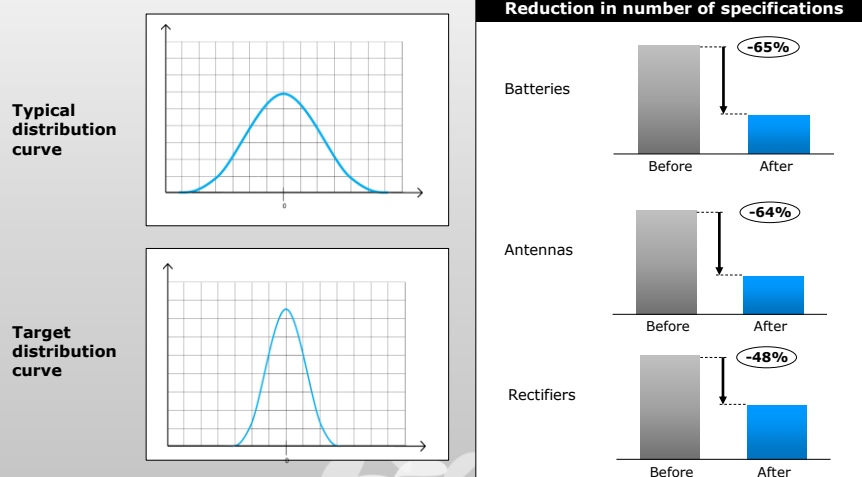 Typical
distribution
curve
0
Target
distribution
curve
0
Reduction in number of specifications
Batteries
-65%
Before After
Antennas
-64%
Before After
Rectifiers
-48%
Before After